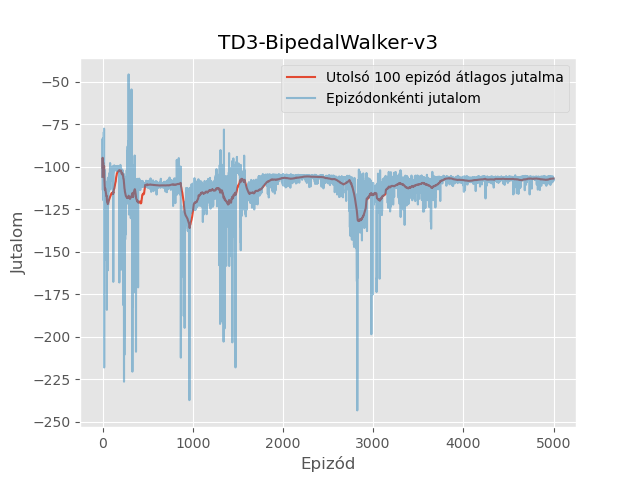 TD3-BipedalWalker-v3
Utolsó 100 epizód átlagos jutalma
Epizódonkénti jutalom
−50
−75
−100
−125
−150
−175
−200
−225
−250
Jutalom
0 1000 2000 3000 4000 5000
Epizód